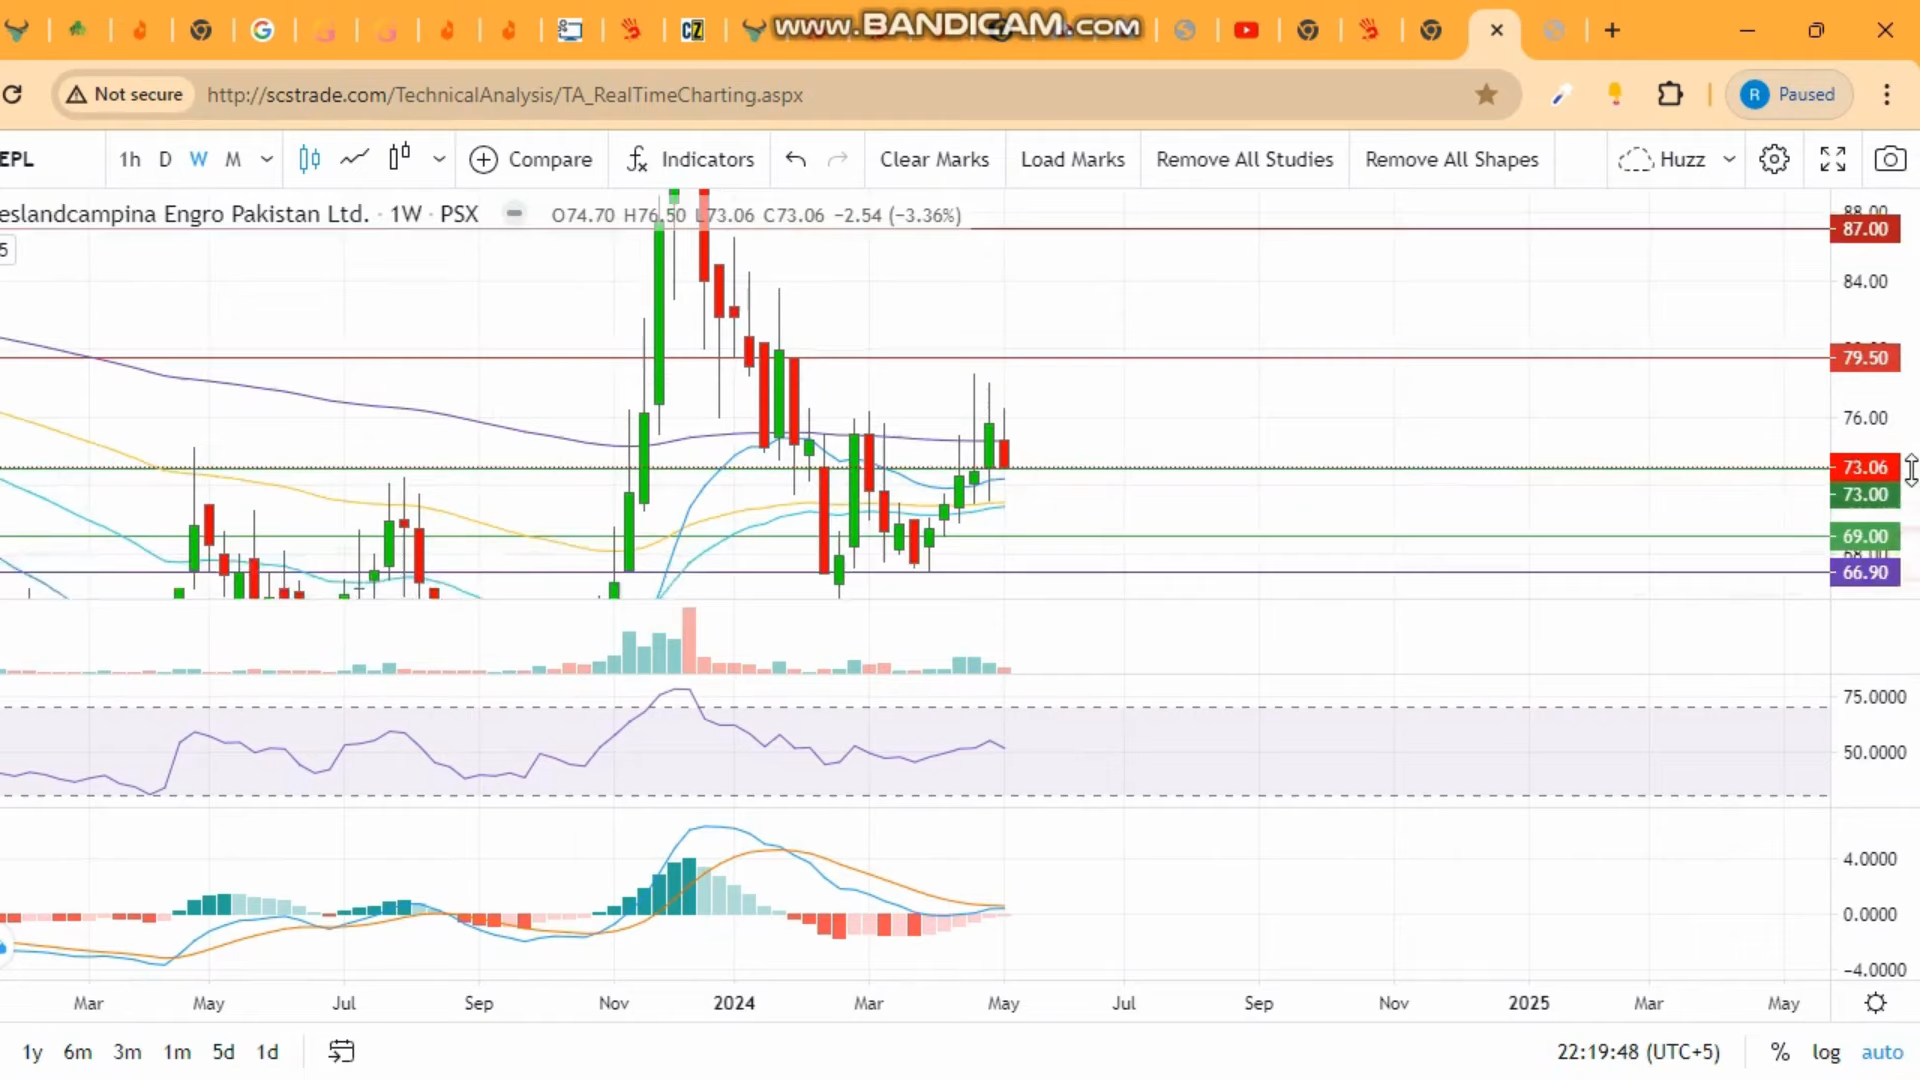 www.BANDICAM.com
Not secure http://scstrade.com/TechnicalAnalysis/TA_RealTimeCharting.aspx R Paused
EPL 1h D W M Compare Indicators Clear Marks Load Marks Remove All Studies Remove All Shapes Huzz
eslandcampina Engro Pakistan Ltd. · 1W · PSX O74.70 H76.50 L73.06 C73.06 −2.54 (−3.36%)
5
88.00
87.00
84.00
79.50
76.00
73.06
73.00
69.00
68.00
66.90
75.0000
50.0000
4.0000
0.0000
−4.0000
Mar May Jul Sep Nov 2024 Mar May Jul Sep Nov 2025 Mar May
1y 6m 3m 1m 5d 1d 22:19:48 (UTC+5) % log auto